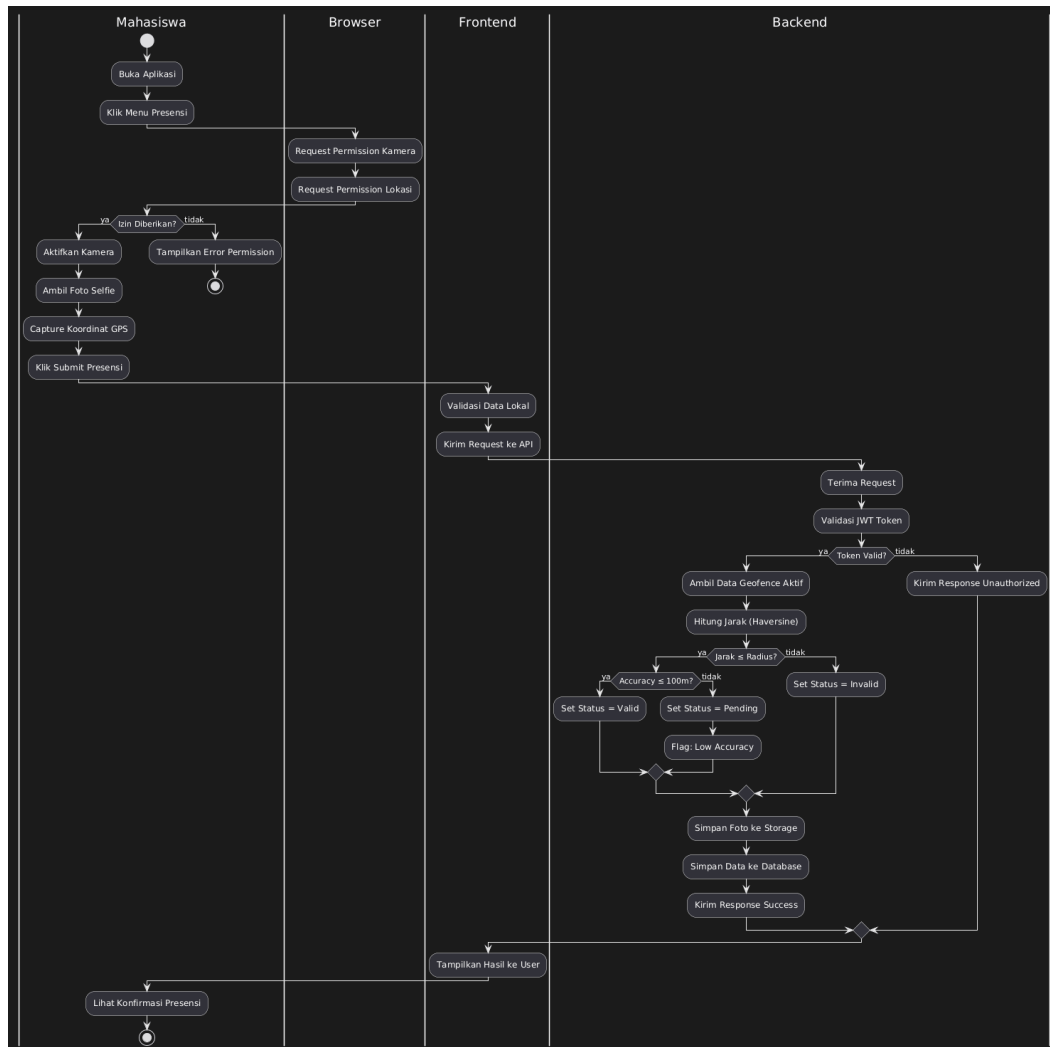 Mahasiswa
Browser
Frontend
Backend
Buka Aplikasi
Klik Menu Presensi
Request Permission Kamera
Request Permission Lokasi
ya
Izin Diberikan?
tidak
Aktifkan Kamera
Tampilkan Error Permission
Ambil Foto Selfie
Capture Koordinat GPS
Klik Submit Presensi
Validasi Data Lokal
Kirim Request ke API
Terima Request
Validasi JWT Token
ya
Token Valid?
tidak
Ambil Data Geofence Aktif
Kirim Response Unauthorized
Hitung Jarak (Haversine)
ya
Jarak ≤ Radius?
tidak
ya
Accuracy ≤ 100m?
tidak
Set Status = Invalid
Set Status = Valid
Set Status = Pending
Flag: Low Accuracy
Simpan Foto ke Storage
Simpan Data ke Database
Kirim Response Success
Tampilkan Hasil ke User
Lihat Konfirmasi Presensi